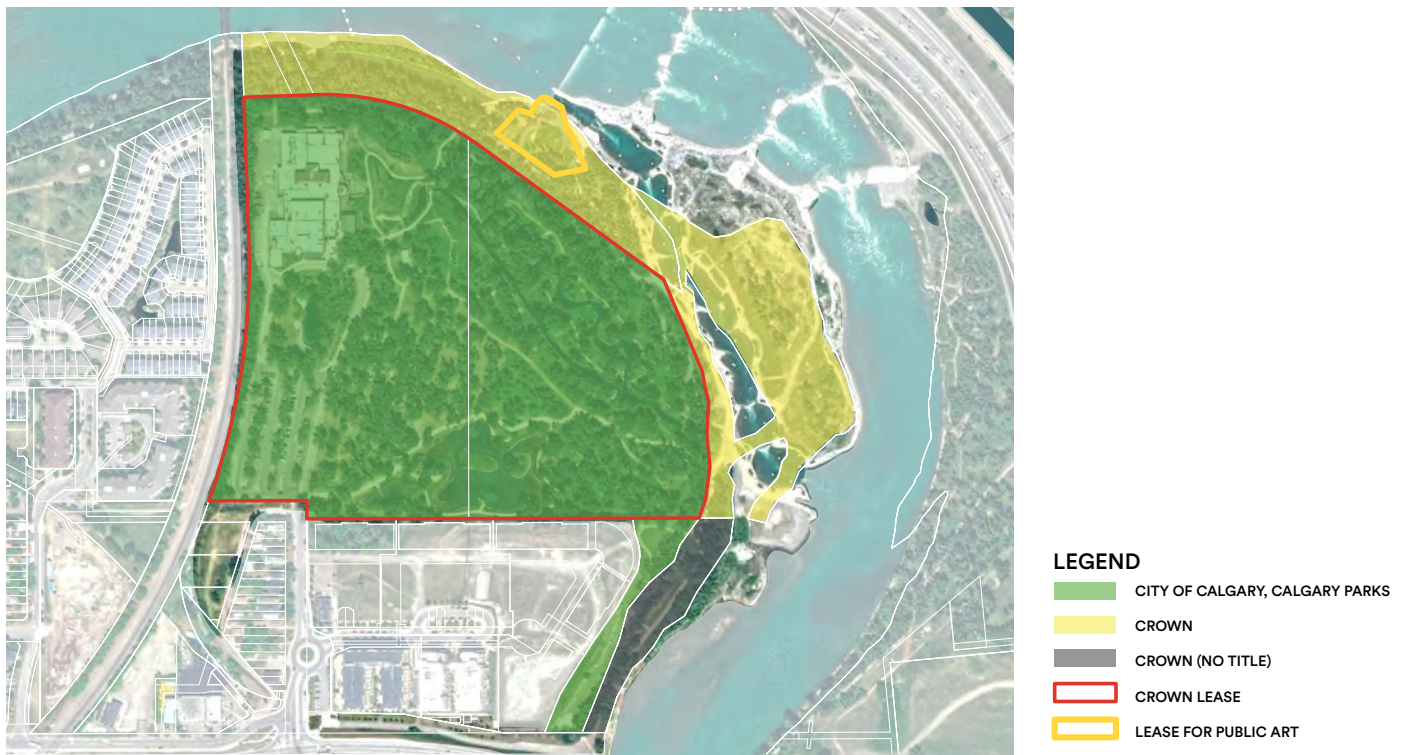 LEGEND
CITY OF CALGARY, CALGARY PARKS
CROWN
CROWN (NO TITLE)
CROWN LEASE
LEASE FOR PUBLIC ART